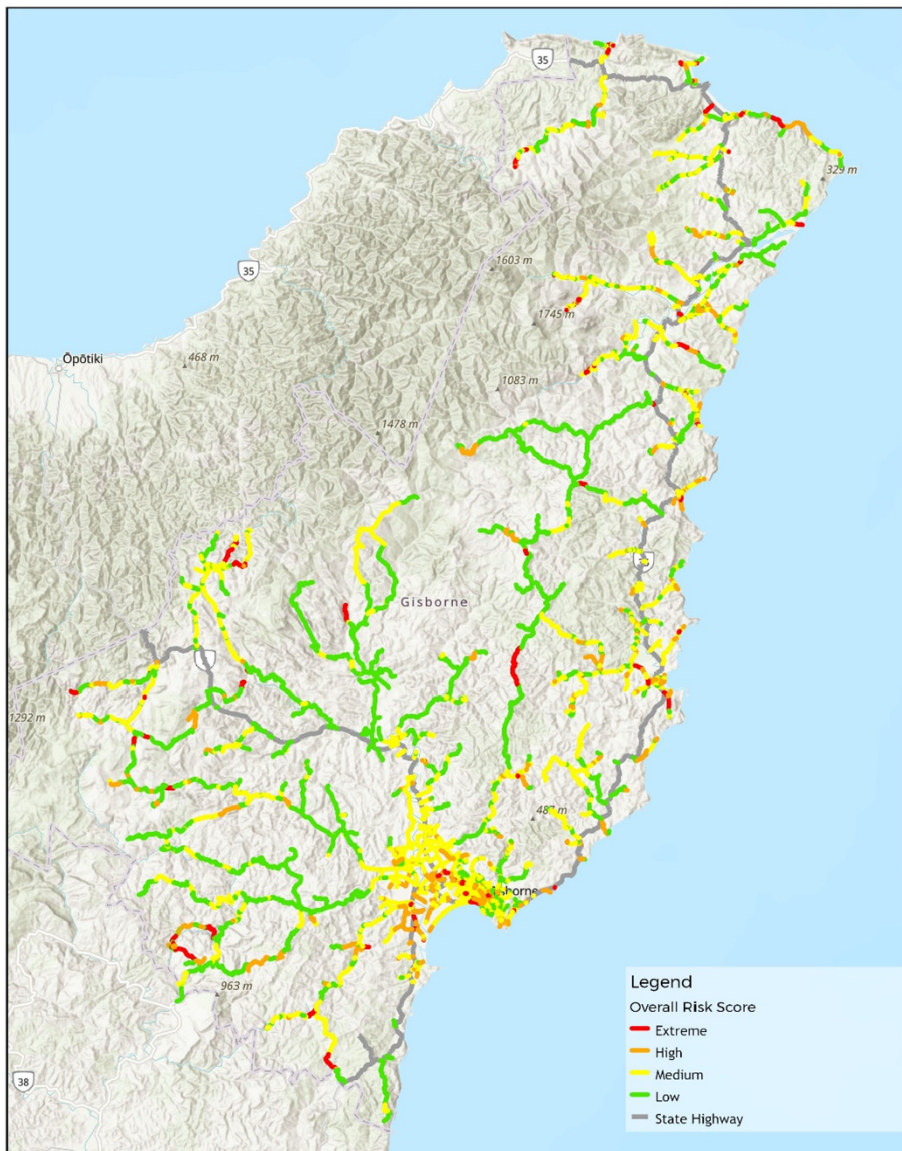 35
329 m
1603 m
35
1745 m
Ōpōtiki
468 m
1083 m
1478 m
Gisborne
1292 m
487 m
963 m
38
Legend
Overall Risk Score
Extreme
High
Medium
Low
State Highway